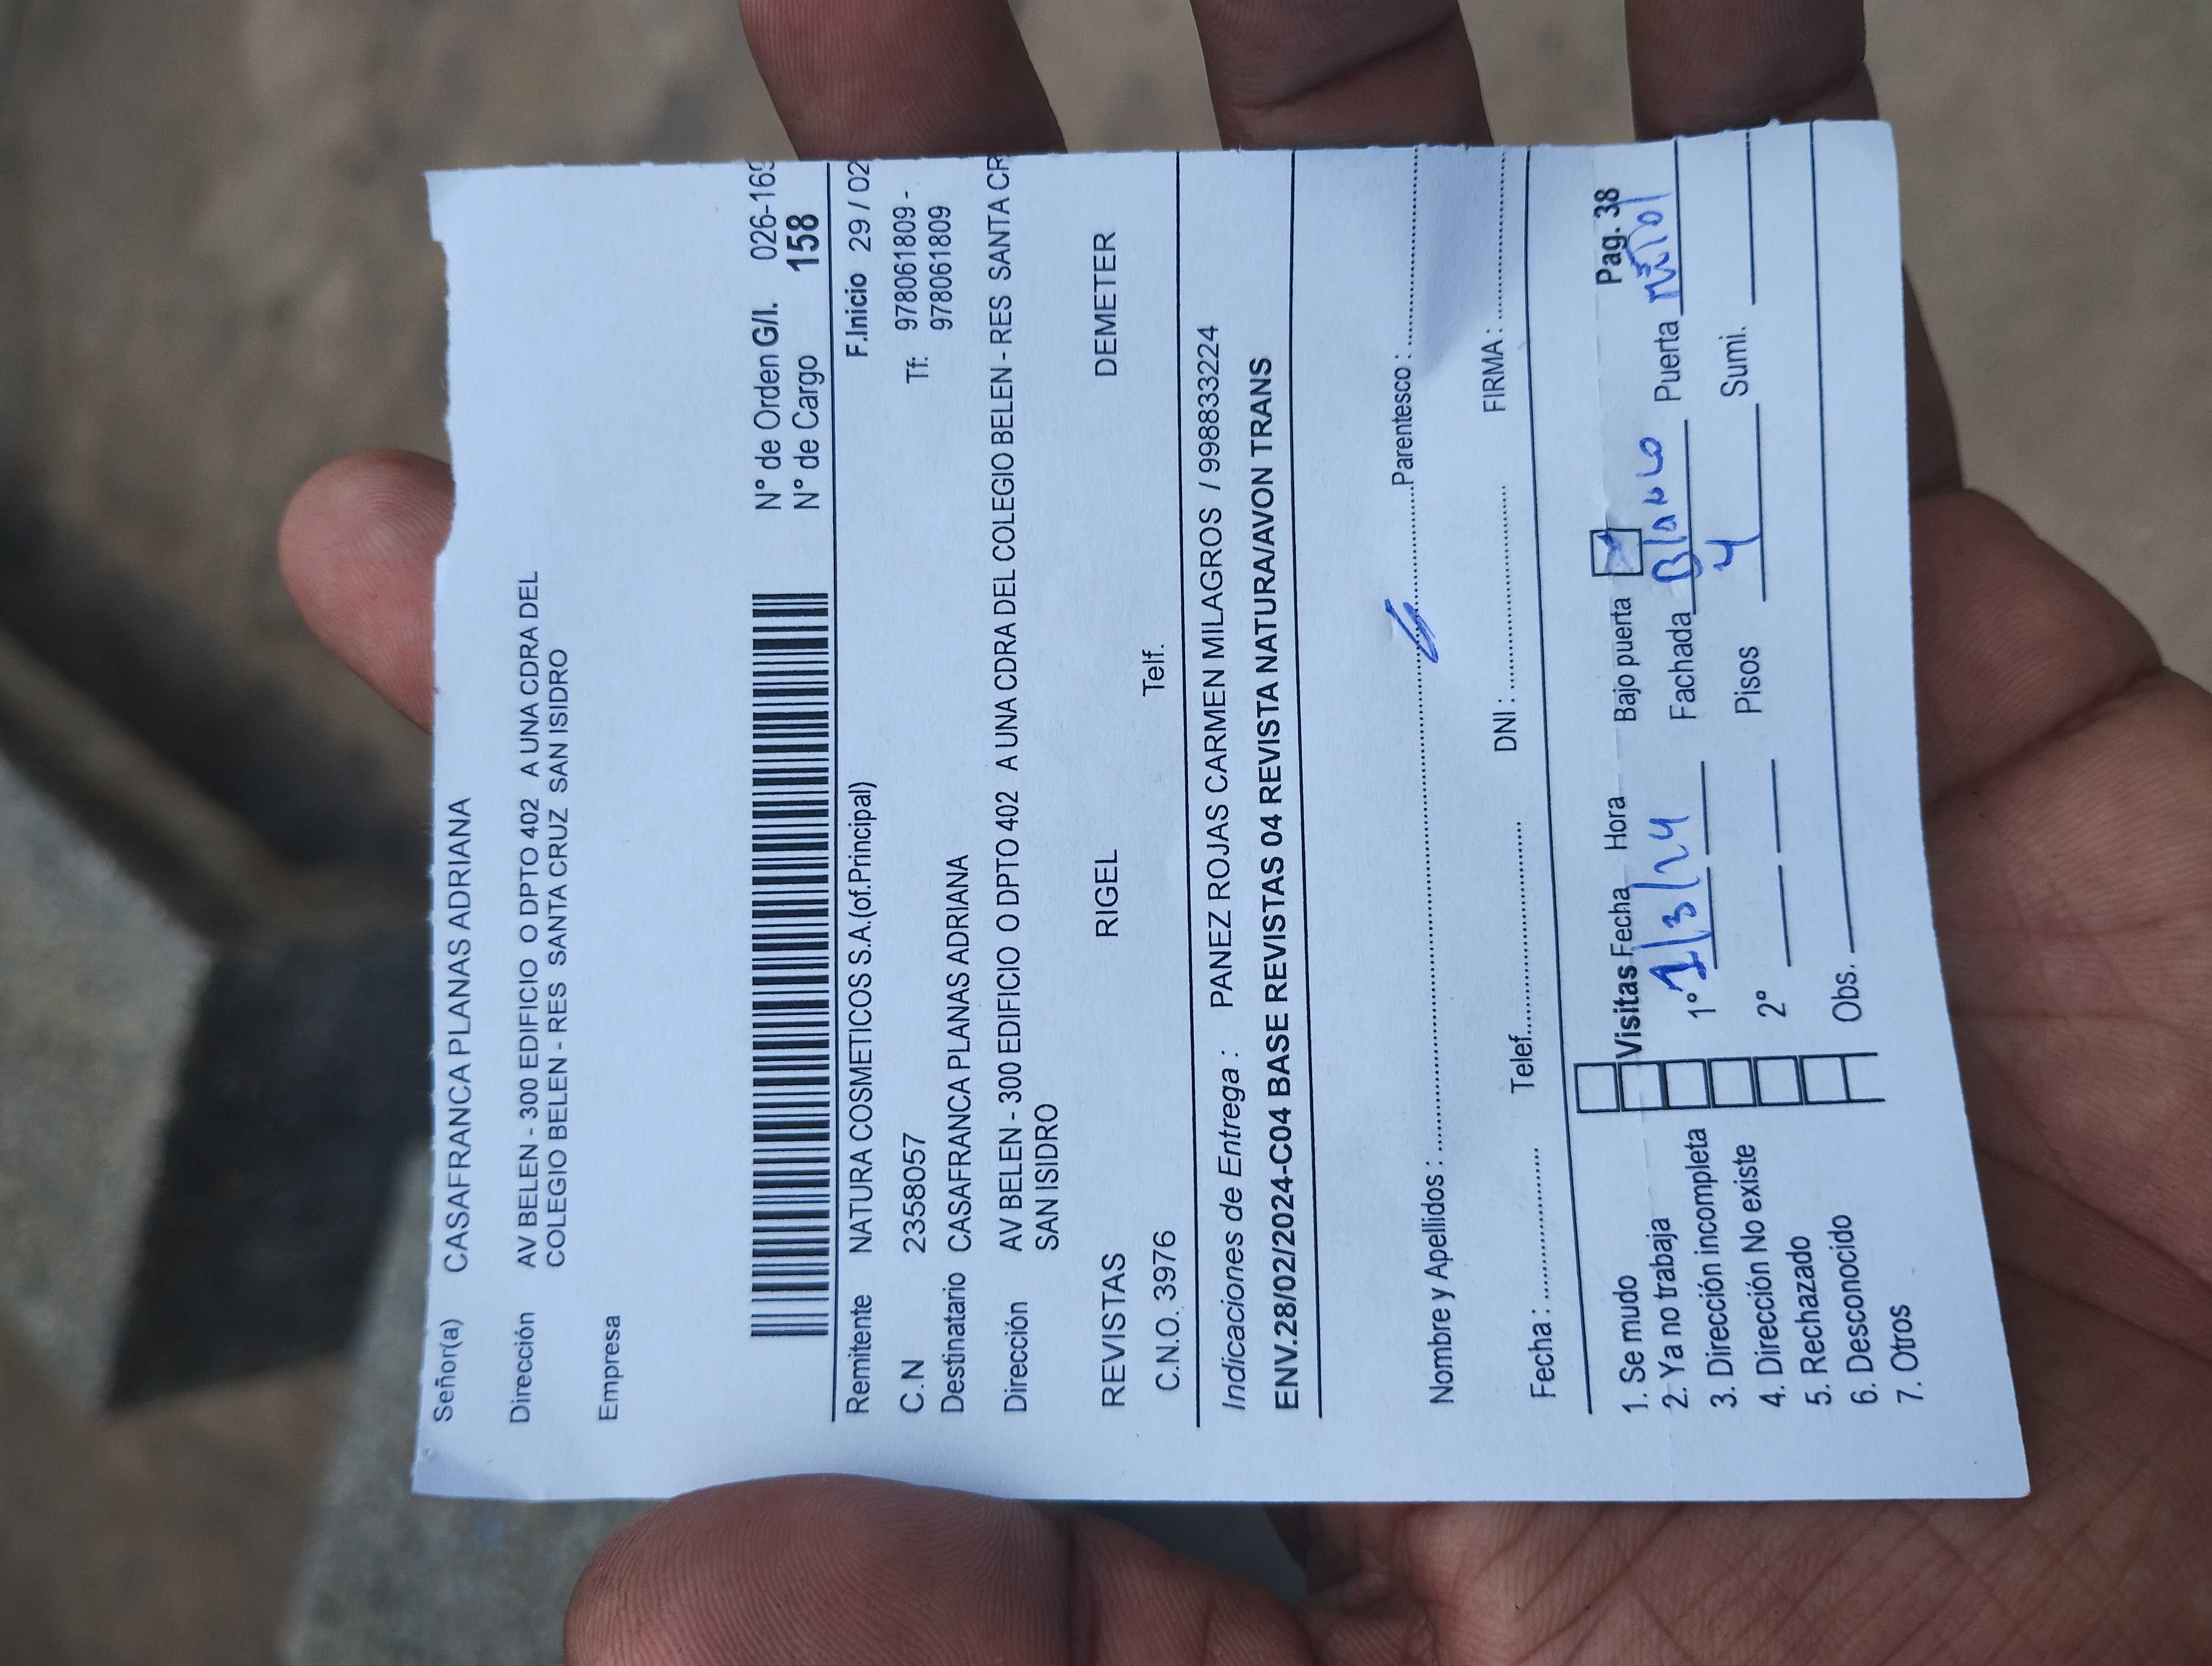 Señor(a) CASAFRANCA PLANAS ADRIANA
Dirección AV BELEN - 300 EDIFICIO O DPTO 402 A UNA CDRA DEL
COLEGIO BELEN - RES SANTA CRUZ SAN ISIDRO
Empresa
N° de Orden G/I. 026-169
N° de Cargo 158
Remitente NATURA COSMETICOS S.A.(of.Principal) F.Inicio 29 / 02
C.N 2358057 Tf: 978061809 -
978061809
Destinatario CASAFRANCA PLANAS ADRIANA
Dirección AV BELEN - 300 EDIFICIO O DPTO 402 A UNA CDRA DEL COLEGIO BELEN - RES SANTA CR
SAN ISIDRO
REVISTAS RIGEL DEMETER
C.N.O. 3976 Telf.
Indicaciones de Entrega : PANEZ ROJAS CARMEN MILAGROS / 998833224
ENV.28/02/2024-C04 BASE REVISTAS 04 REVISTA NATURA/AVON TRANS
Nombre y Apellidos : Parentesco :
Fecha : Telef. DNI : FIRMA :
Pag. 38
1. Se mudo Visitas Fecha Hora Bajo puerta
2. Ya no trabaja 1° 1/3/24 Fachada Blanco Puerta
3. Dirección incompleta
4. Dirección No existe 2° Pisos 4 Sumi.
5. Rechazado
6. Desconocido Obs.
7. Otros